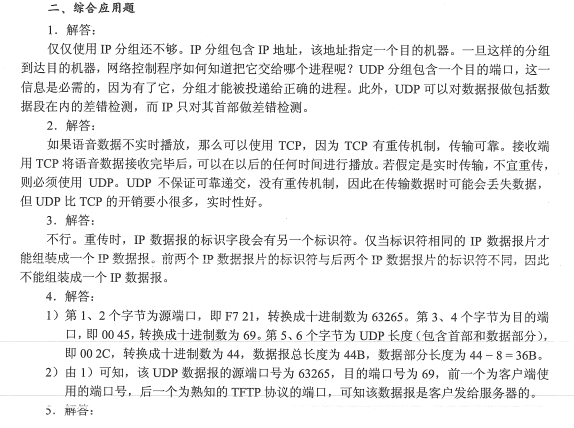 二、综合应用题
1．解答：
仅仅使用 IP 分组还不够。IP 分组包含 IP 地址，该地址指定一个目的机器。一旦这样的分组
到达目的机器，网络控制程序如何知道把它交给哪个进程呢？UDP 分组包含一个目的端口，这一
信息是必需的，因为有了它，分组才能被投递给正确的进程。此外，UDP 可以对数据报做包括数
据段在内的差错检测，而 IP 只对其首部做差错检测。
2．解答：
如果语音数据不实时播放，那么可以使用 TCP，因为 TCP 有重传机制，传输可靠。接收端
用 TCP 将语音数据接收完毕后，可以在以后的任何时间进行播放。若假定是实时传输，不宜重传，
则必须使用 UDP。UDP 不保证可靠递交，没有重传机制，因此在传输数据时可能会丢失数据，
但 UDP 比 TCP 的开销要小很多，实时性好。
3．解答：
不行。重传时，IP 数据报的标识字段会有另一个标识符。仅当标识符相同的 IP 数据报片才
能组装成一个 IP 数据报。前两个 IP 数据报片的标识符与后两个 IP 数据报片的标识符不同，因此
不能组装成一个 IP 数据报。
4．解答：
1）第 1、2 个字节为源端口，即 F7 21，转换成十进制数为 63265。第 3、4 个字节为目的端
口，即 00 45，转换成十进制数为 69。第 5、6 个字节为 UDP 长度（包含首部和数据部分），
即 00 2C，转换成十进制数为 44，数据报总长度为 44B，数据部分长度为 44 − 8 = 36B。
2）由 1）可知，该 UDP 数据报的源端口号为 63265，目的端口号为 69，前一个为客户端使
用的端口号，后一个为熟知的 TFTP 协议的端口，可知该数据报是客户发给服务器的。
5．解答：